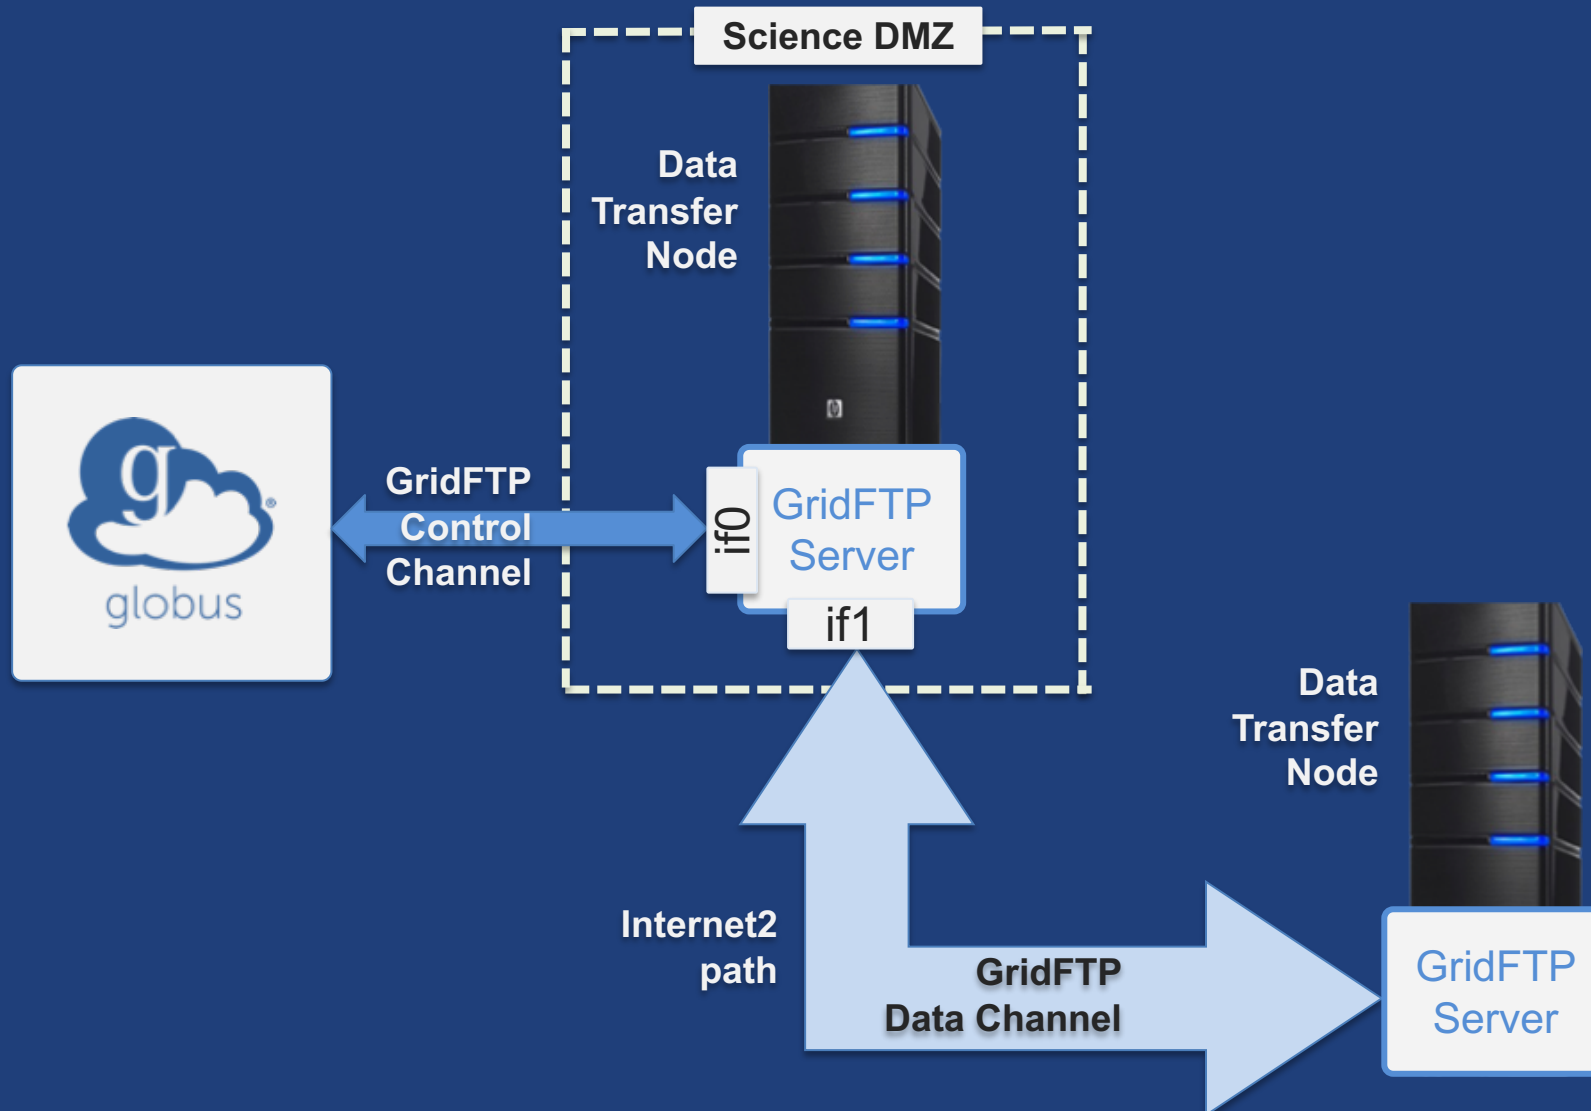 Science DMZ
Data
Transfer
Node
g
®
globus
GridFTP
Control
Channel
if0
GridFTP
Server
if1
Data
Transfer
Node
Internet2
path
GridFTP
Data Channel
GridFTP
Server